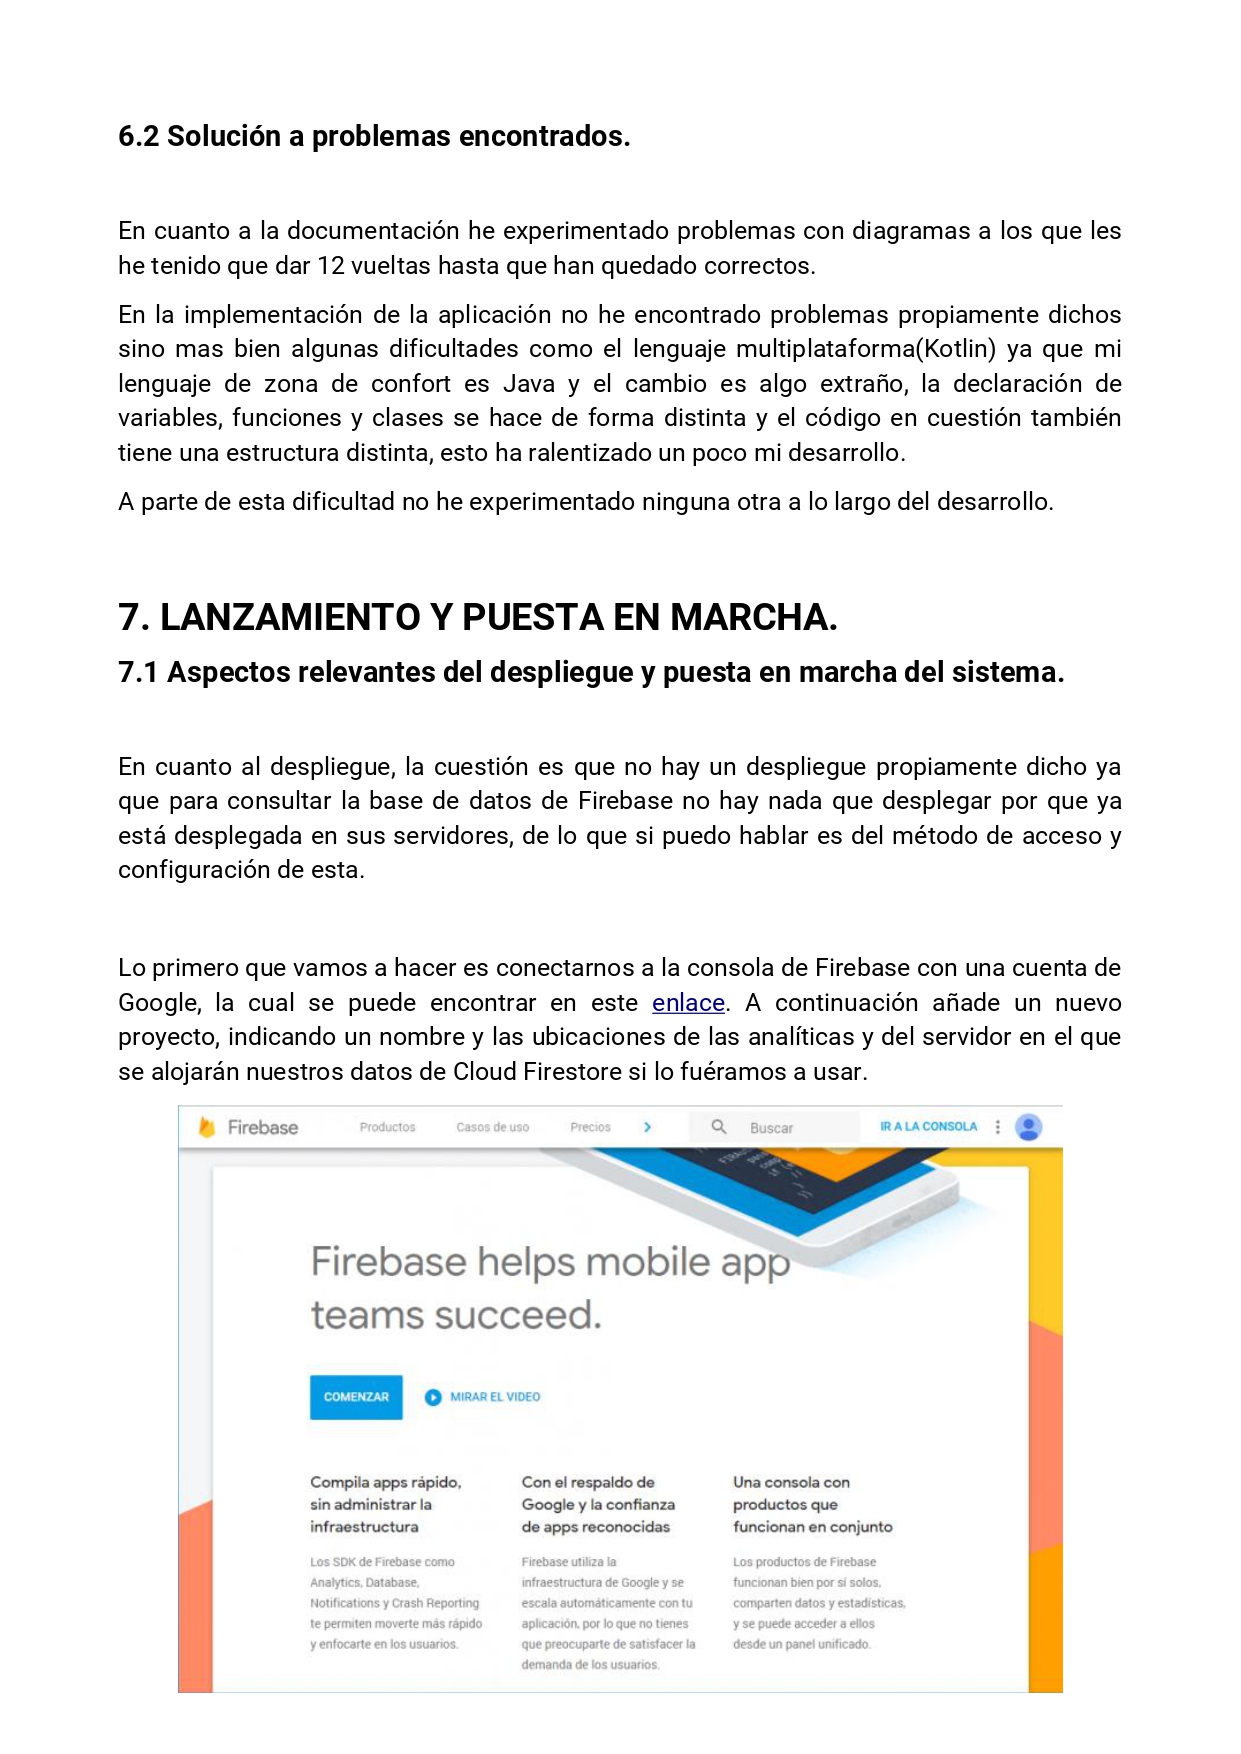 6.2 Solución a problemas encontrados.
En cuanto a la documentación he experimentado problemas con diagramas a los que les
he tenido que dar 12 vueltas hasta que han quedado correctos.
En la implementación de la aplicación no he encontrado problemas propiamente dichos
sino mas bien algunas dificultades como el lenguaje multiplataforma(Kotlin) ya que mi
lenguaje de zona de confort es Java y el cambio es algo extraño, la declaración de
variables, funciones y clases se hace de forma distinta y el código en cuestión también
tiene una estructura distinta, esto ha ralentizado un poco mi desarrollo.
A parte de esta dificultad no he experimentado ninguna otra a lo largo del desarrollo.
7. LANZAMIENTO Y PUESTA EN MARCHA.
7.1 Aspectos relevantes del despliegue y puesta en marcha del sistema.
En cuanto al despliegue, la cuestión es que no hay un despliegue propiamente dicho ya
que para consultar la base de datos de Firebase no hay nada que desplegar por que ya
está desplegada en sus servidores, de lo que si puedo hablar es del método de acceso y
configuración de esta.
Lo primero que vamos a hacer es conectarnos a la consola de Firebase con una cuenta de
Google, la cual se puede encontrar en este enlace. A continuación añade un nuevo
proyecto, indicando un nombre y las ubicaciones de las analíticas y del servidor en el que
se alojarán nuestros datos de Cloud Firestore si lo fuéramos a usar.
Firebase Productos Casos de uso Precios Buscar IR A LA CONSOLA
Firebase helps mobile app
teams succeed.
COMENZAR MIRAR EL VIDEO
Compila apps rápido,
sin administrar la
infraestructura
Los SDK de Firebase como
Analytics, Database,
Notifications y Crash Reporting
te permiten moverte más rápido
y enfocarte en los usuarios.
Con el respaldo de
Google y la confianza
de apps reconocidas
Firebase utiliza la
infraestructura de Google y se
escala automáticamente con tu
aplicación, por lo que no tienes
que preocuparte de satisfacer la
demanda de los usuarios.
Una consola con
productos que
funcionan en conjunto
Los productos de Firebase
funcionan bien por sí solos,
comparten datos y estadísticas,
y se puede acceder a ellos
desde un panel unificado.